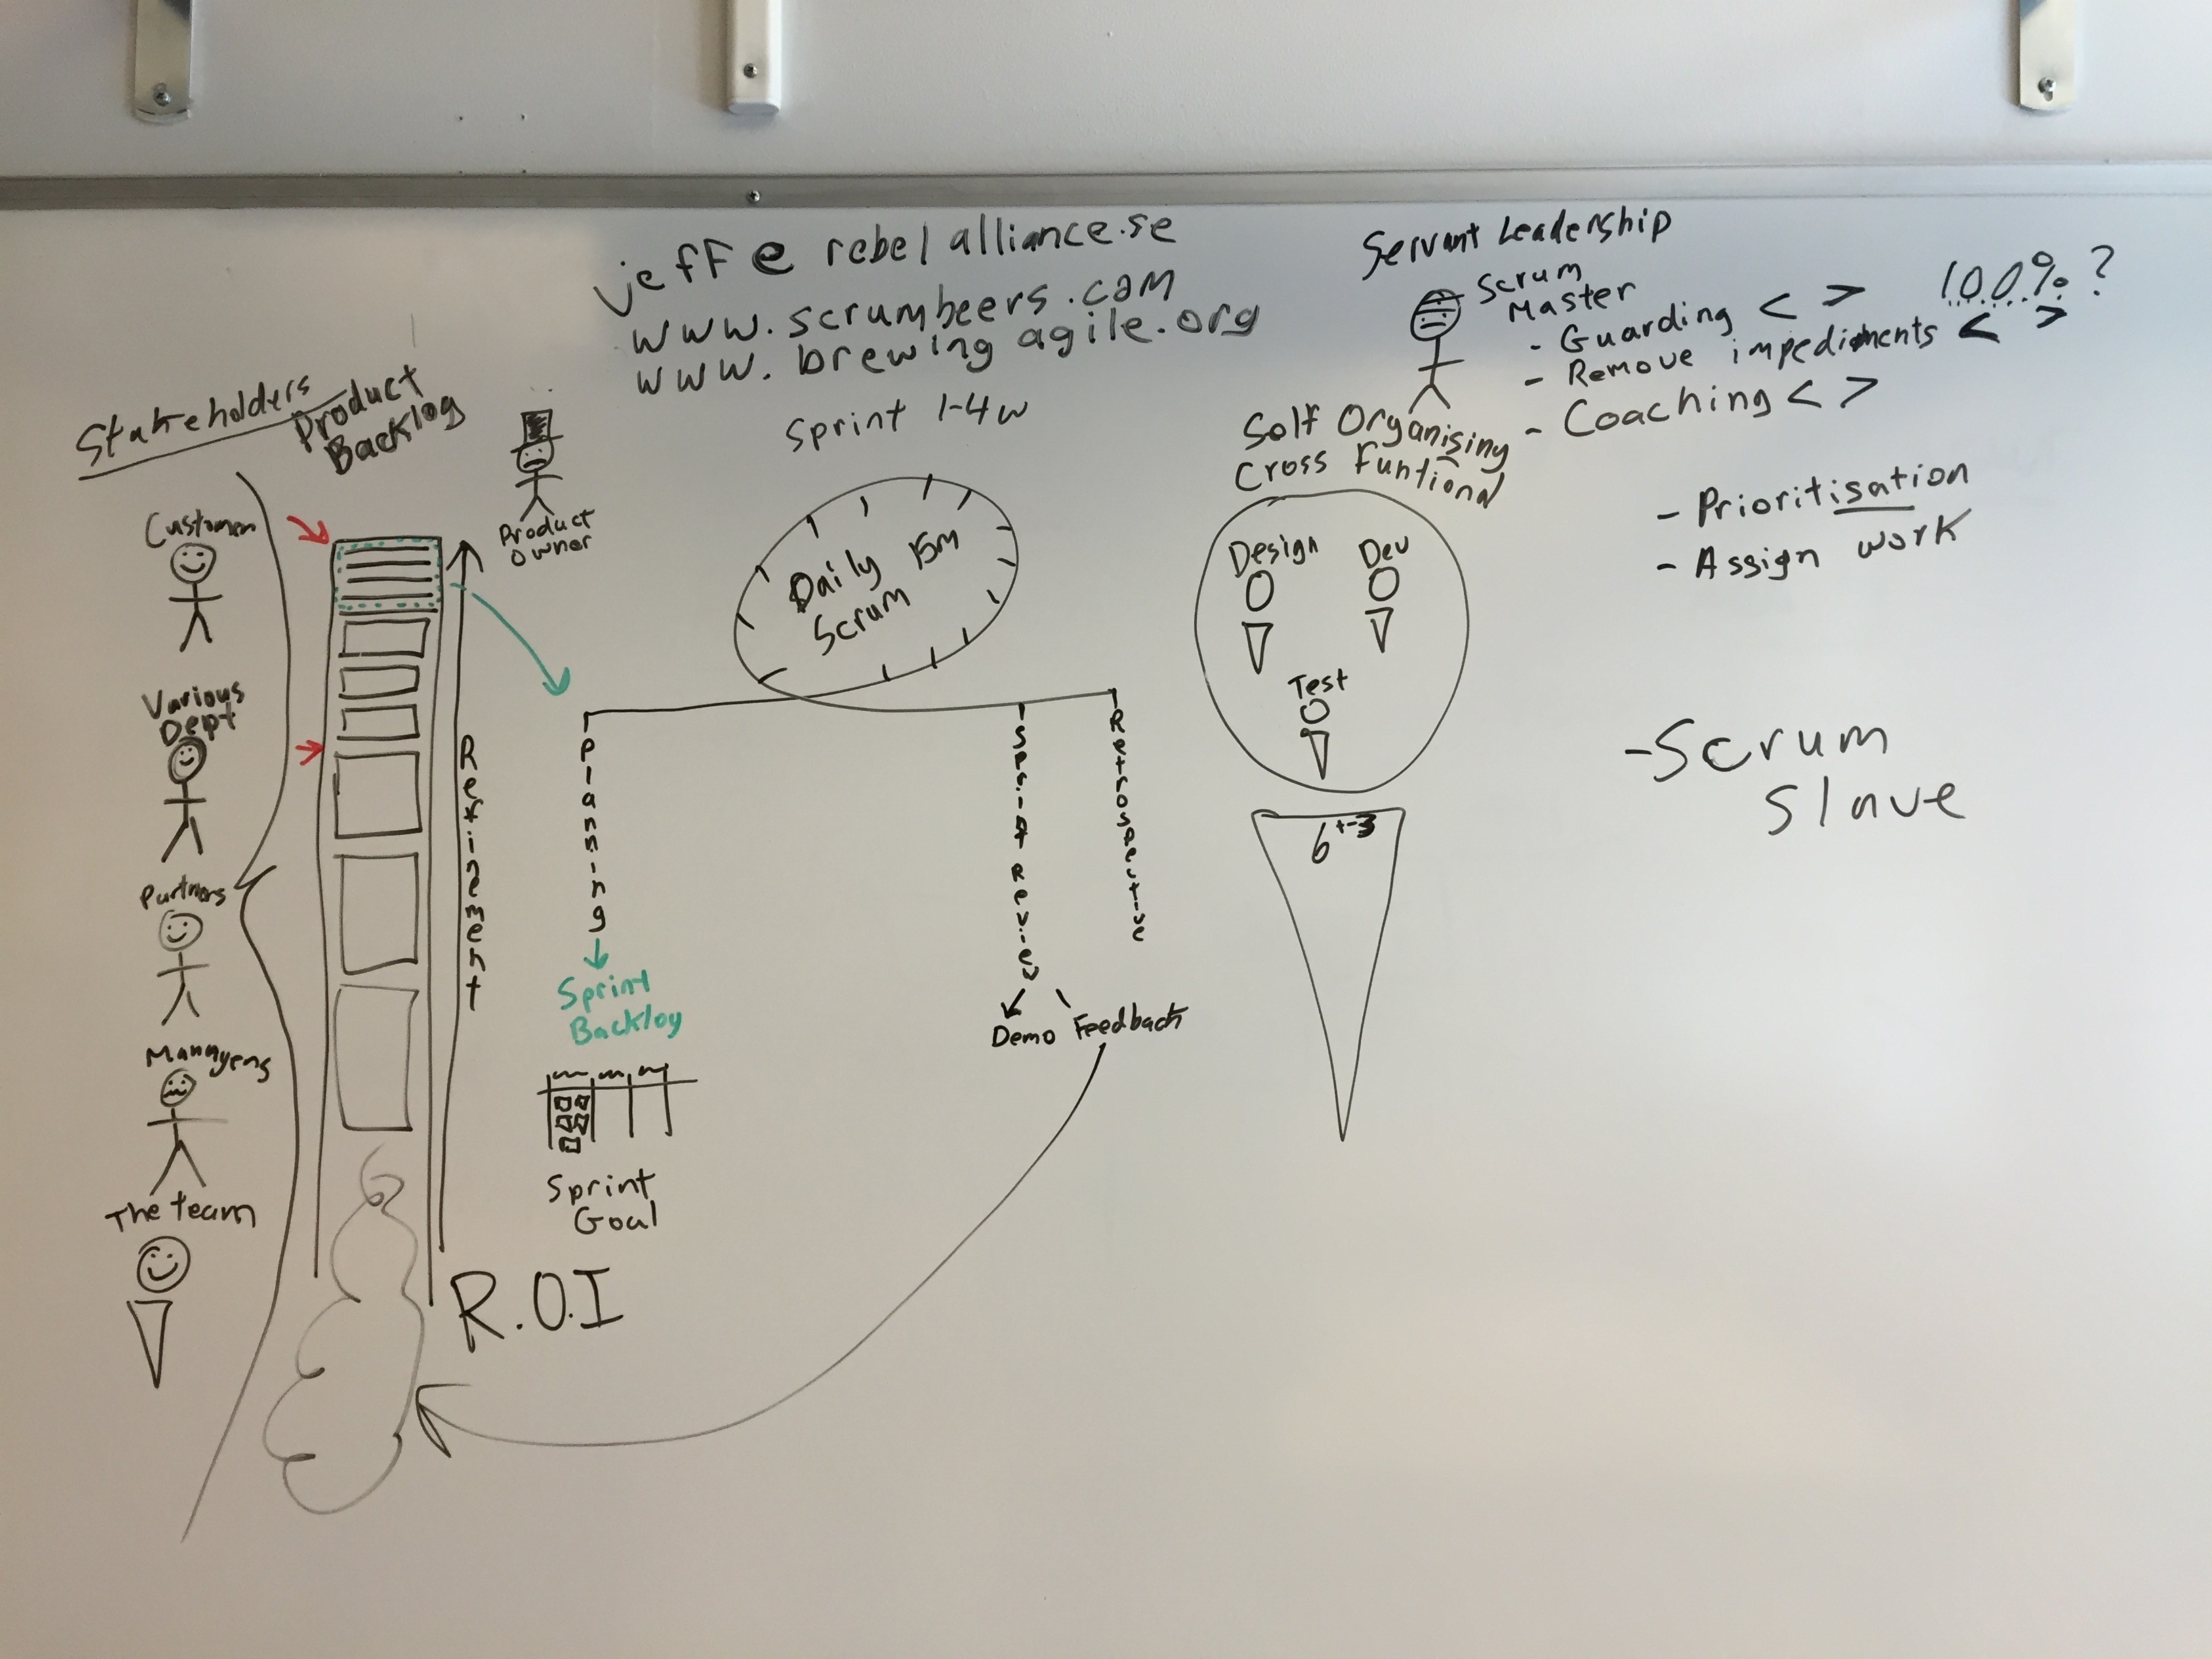 jeff@rebelalliance.se
www.scrumbeers.com
www.brewingagile.org
Stakeholders
Product
Backlog
Customer
Various
Dept
Partners
Managers
The team
Product
Owner
Refinement
R.O.I
Sprint 1-4w
Daily 15m
Scrum
Planning
Sprint
Backlog
Sprint
Goal
Sprint Review
Demo Feedback
Retrospective
Servant Leadership
Scrum
Master
- Guarding < > 100%?
- Remove impediments < >
- Coaching < >
Self Organising
Cross Funtional
Design Dev
Test
6+-3
- Prioritisation
- Assign work
- Scrum
Slave